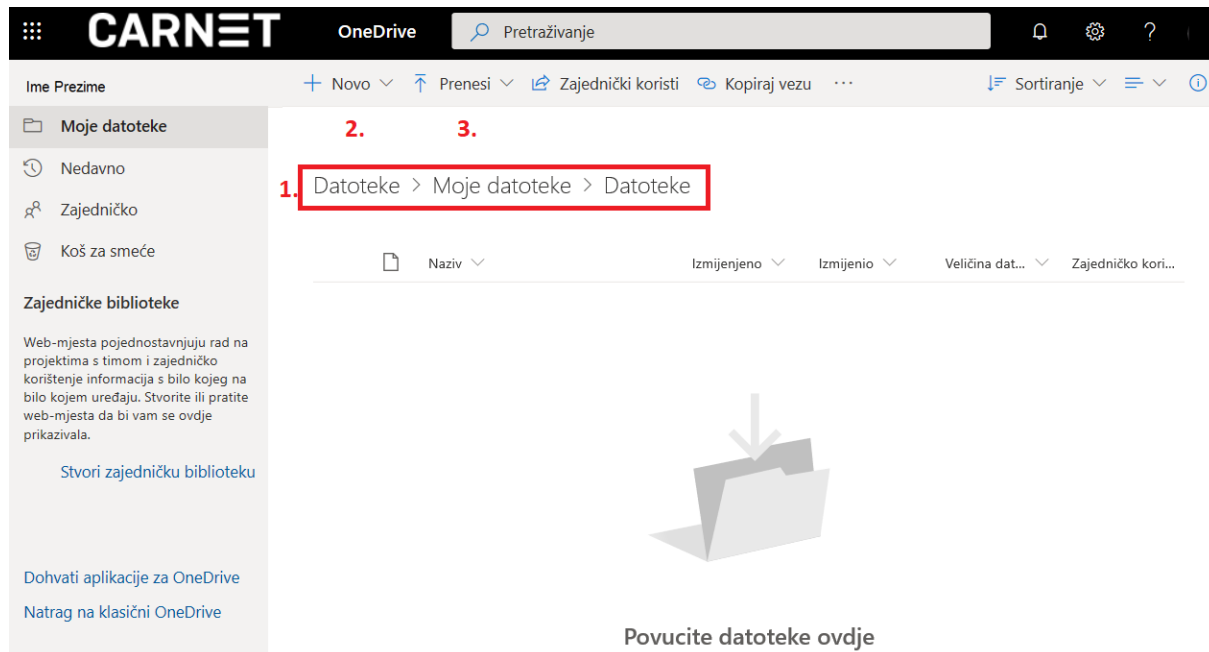 CARNET OneDrive Pretraživanje ?
Ime Prezime
+ Novo Prenesi Zajednički koristi Kopiraj vezu ... Sortiranje
Moje datoteke
2. 3.
Nedavno
1. Datoteke > Moje datoteke > Datoteke
Zajedničko
Koš za smeće
Naziv Izmijenjeno Izmijenio Veličina dat... Zajedničko kori...
Zajedničke biblioteke
Web-mjesta pojednostavnjuju rad na
projektima s timom i zajedničko
korištenje informacija s bilo kojeg na
bilo kojem uređaju. Stvorite ili pratite
web-mjesta da bi vam se ovdje
prikazivala.
Stvori zajedničku biblioteku
Dohvati aplikacije za OneDrive
Natrag na klasični OneDrive
Povucite datoteke ovdje